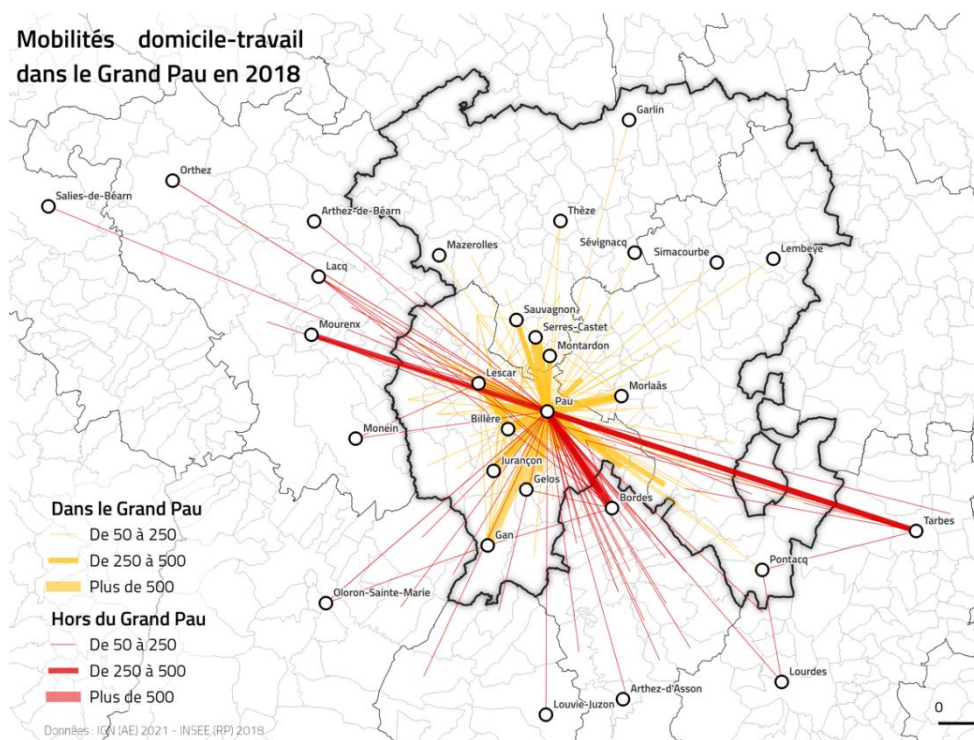 Mobilités domicile-travail
dans le Grand Pau en 2018
Garlin
Orthez
Salies-de-Béarn
Arthez-de-Béarn
Thèze
Mazerolles
Sévignacq
Simacourbe
Lembeye
Lacq
Sauvagnon
Mourenx
Serres-Castet
Montardon
Lescar
Morlaàs
Pau
Billère
Monein
Jurançon
Gelos
Bordes
Tarbes
Gan
Pontacq
Oloron-Sainte-Marie
Lourdes
Arthez-d'Asson
Louvie-Juzon
Dans le Grand Pau
De 50 à 250
De 250 à 500
Plus de 500
Hors du Grand Pau
De 50 à 250
De 250 à 500
Plus de 500
0
Données : IGN (AE) 2021 - INSEE (RP) 2018